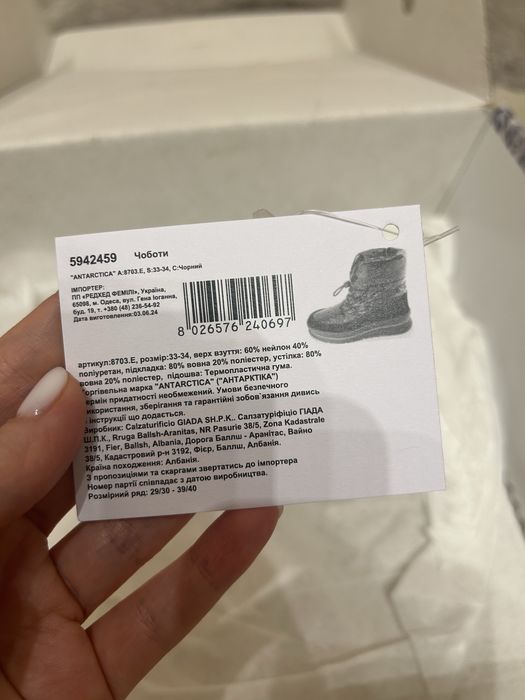 5942459 Чоботи
"ANTARCTICA" A:8703.E, S:33-34, C:Чорний
ІМПОРТЕР:
ПП «РЕДХЕД ФЕМІЛІ», Україна,
65098, м. Одеса, вул. Гена Іоганна,
буд. 19, т. +380 (48) 236-54-92
Дата виготовлення:03.06.24
8 026576 240697
артикул:8703.E, розмір:33-34, верх взуття: 60% нейлон 40%
поліуретан, підкладка: 80% вовна 20% поліестер, устілка: 80%
вовна 20% поліестер, підошва: Термопластична гума.
Торгівельна марка "ANTARCTICA" ("АНТАРКТІКА")
термін придатності необмежений. Умови безпечного
використання, зберігання та гарантійні зобов'язання дивись
в інструкції що додається.
Виробник: Calzaturificio GIADA SH.P.K.. Салзатуріфіціо ГІАДА
Ш.П.К., Rruga Ballsh-Aranitas, NR Pasurie 38/5, Zona Kadastrale
3191, Fier, Ballsh, Albania, Дорога Баллш - Аранітас, Вайно
38/5, Кадастровий р-н 3192, Фієр, Баллш, Албанія.
Країна походження: Албанія.
З пропозиціями та скаргами звертатись до імпортера
Номер партії співпадає з датою виробництва.
Розмірний ряд: 29/30 - 39/40